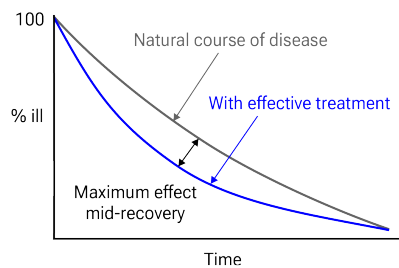 100
Natural course of disease
With effective treatment
% ill
Maximum effect
mid-recovery
Time